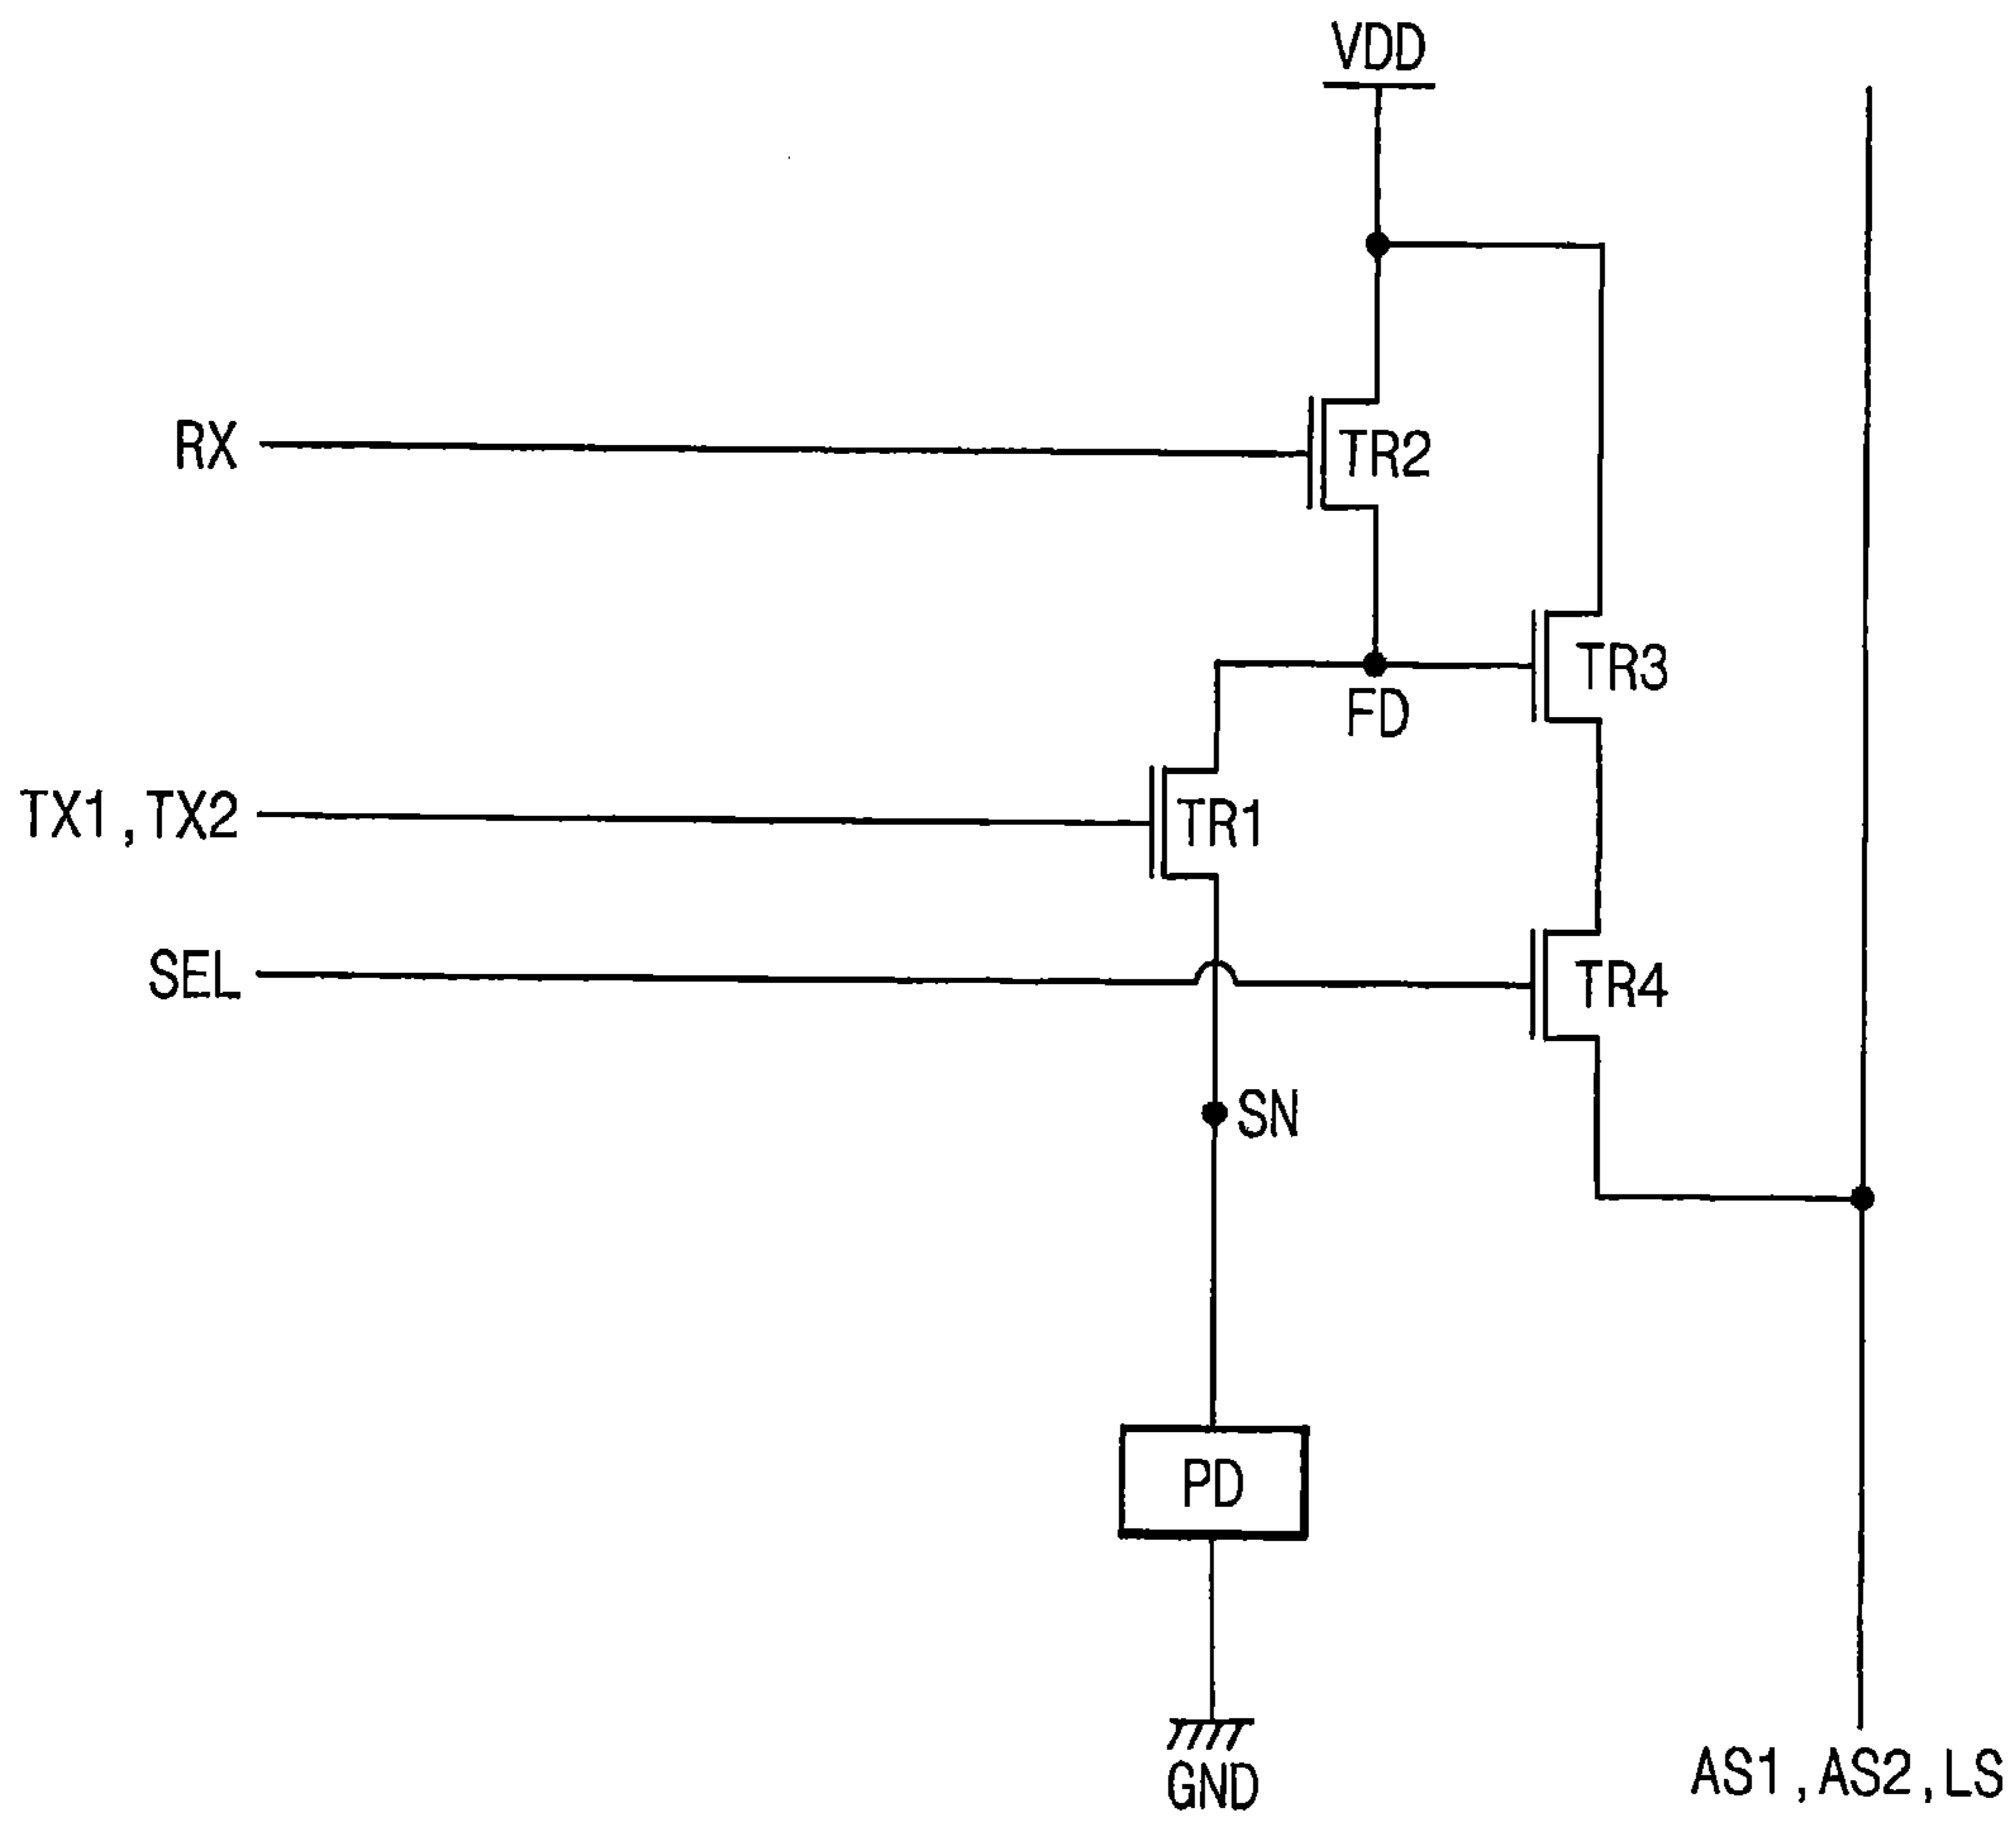 VDD
RX
TR2
TR3
FD
TX1, TX2
TR1
SEL
TR4
SN
PD
GND
AS1, AS2, LS